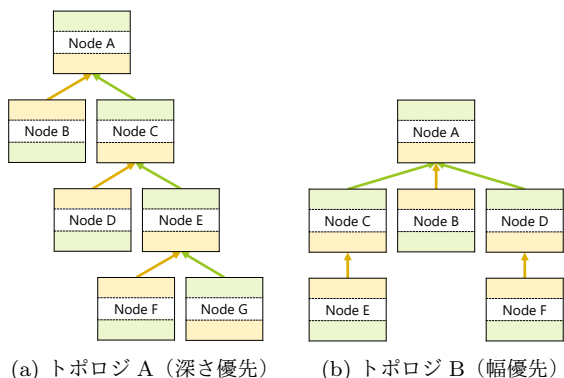 Node A
Node B
Node C
Node D
Node E
Node F
Node G
(a) トポロジ A（深さ優先）
Node A
Node C
Node B
Node D
Node E
Node F
(b) トポロジ B（幅優先）